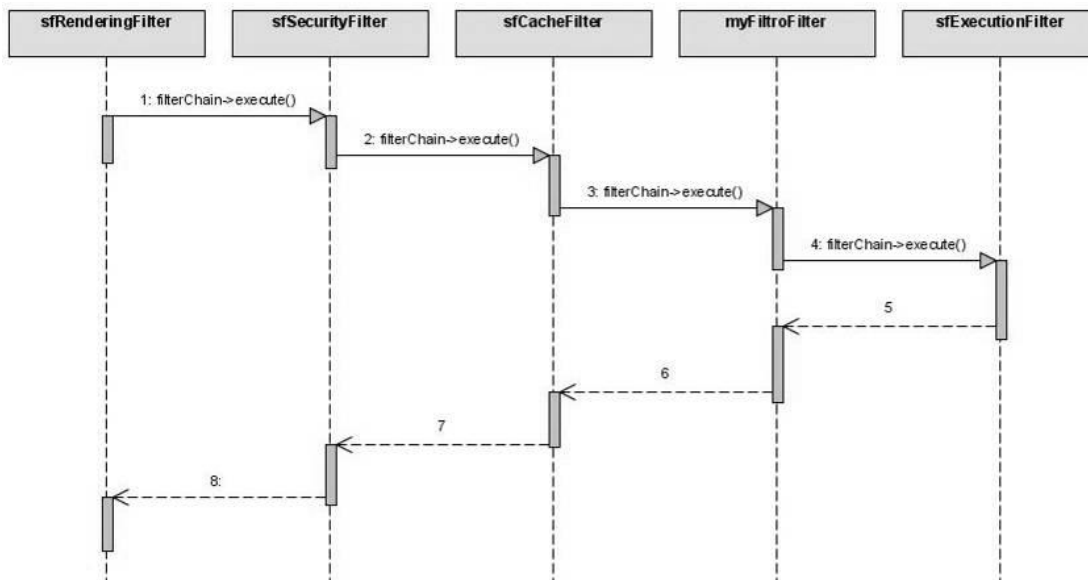 sfRenderingFilter
sfSecurityFilter
sfCacheFilter
myFiltroFilter
sfExecutionFilter
1: filterChain->execute()
2: filterChain->execute()
3: filterChain->execute()
4: filterChain->execute()
5
6
7
8: